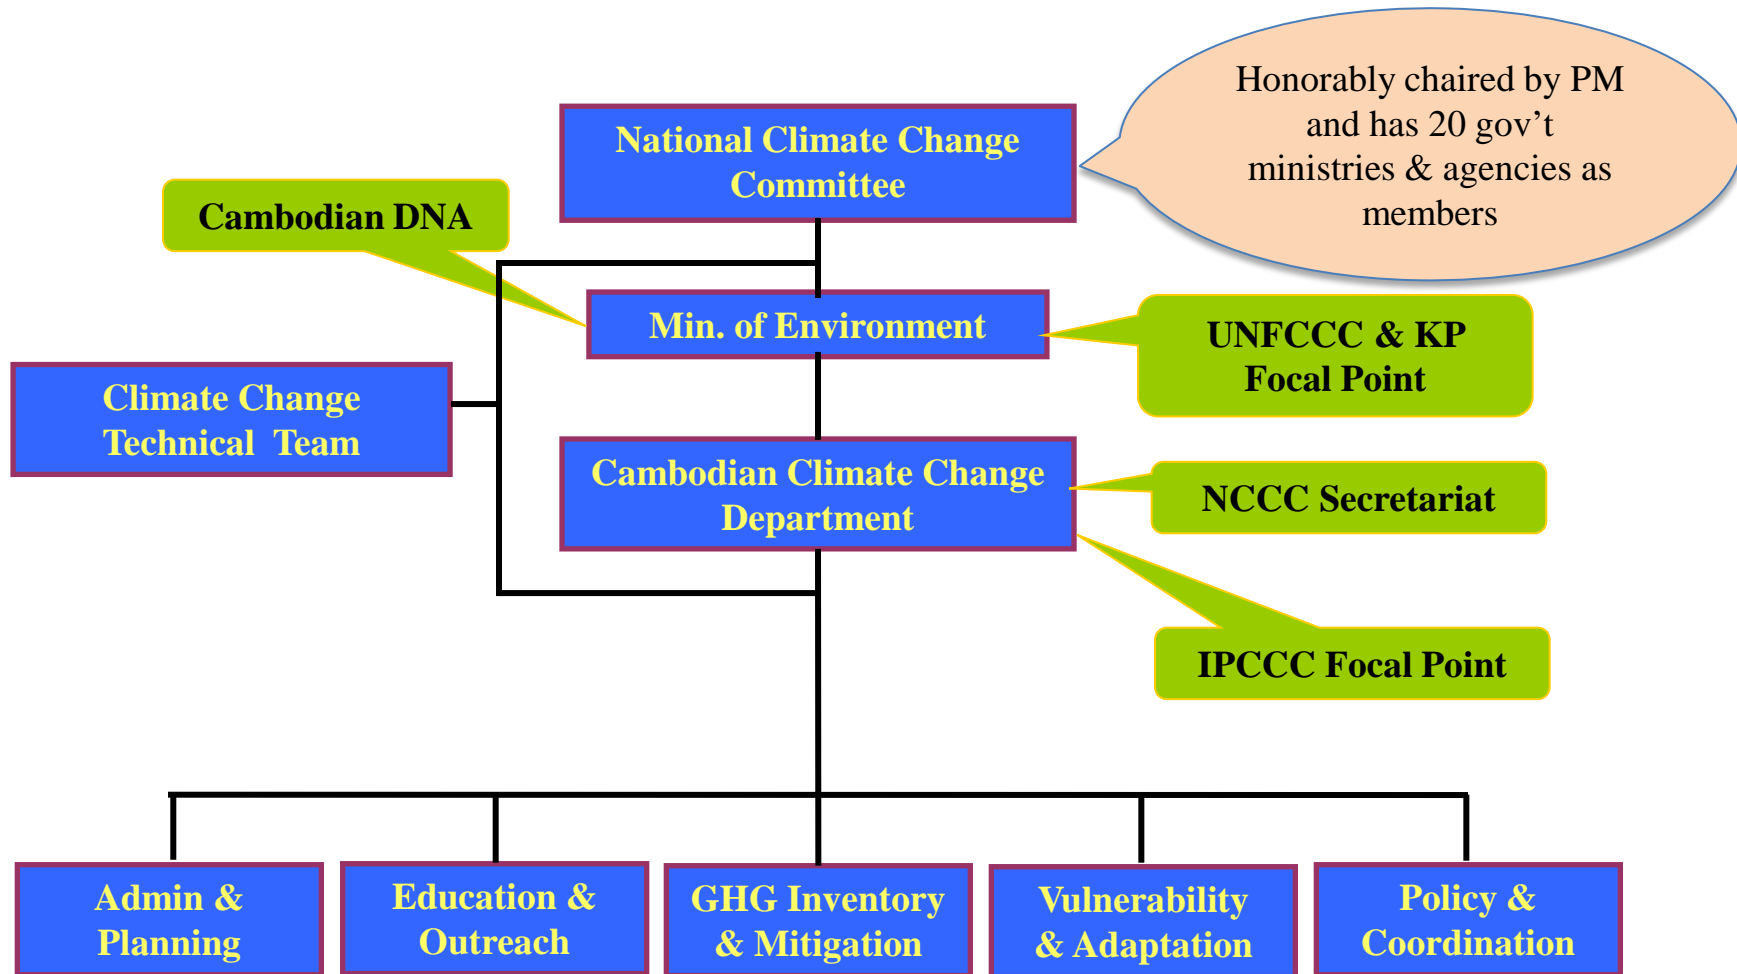 Honorably chaired by PM
and has 20 gov’t
ministries & agencies as
members
National Climate Change
Committee
Cambodian DNA
Min. of Environment
UNFCCC & KP
Focal Point
Climate Change
Technical Team
Cambodian Climate Change
Department
NCCC Secretariat
IPCCC Focal Point
Admin &
Planning
Education &
Outreach
GHG Inventory
& Mitigation
Vulnerability
& Adaptation
Policy &
Coordination